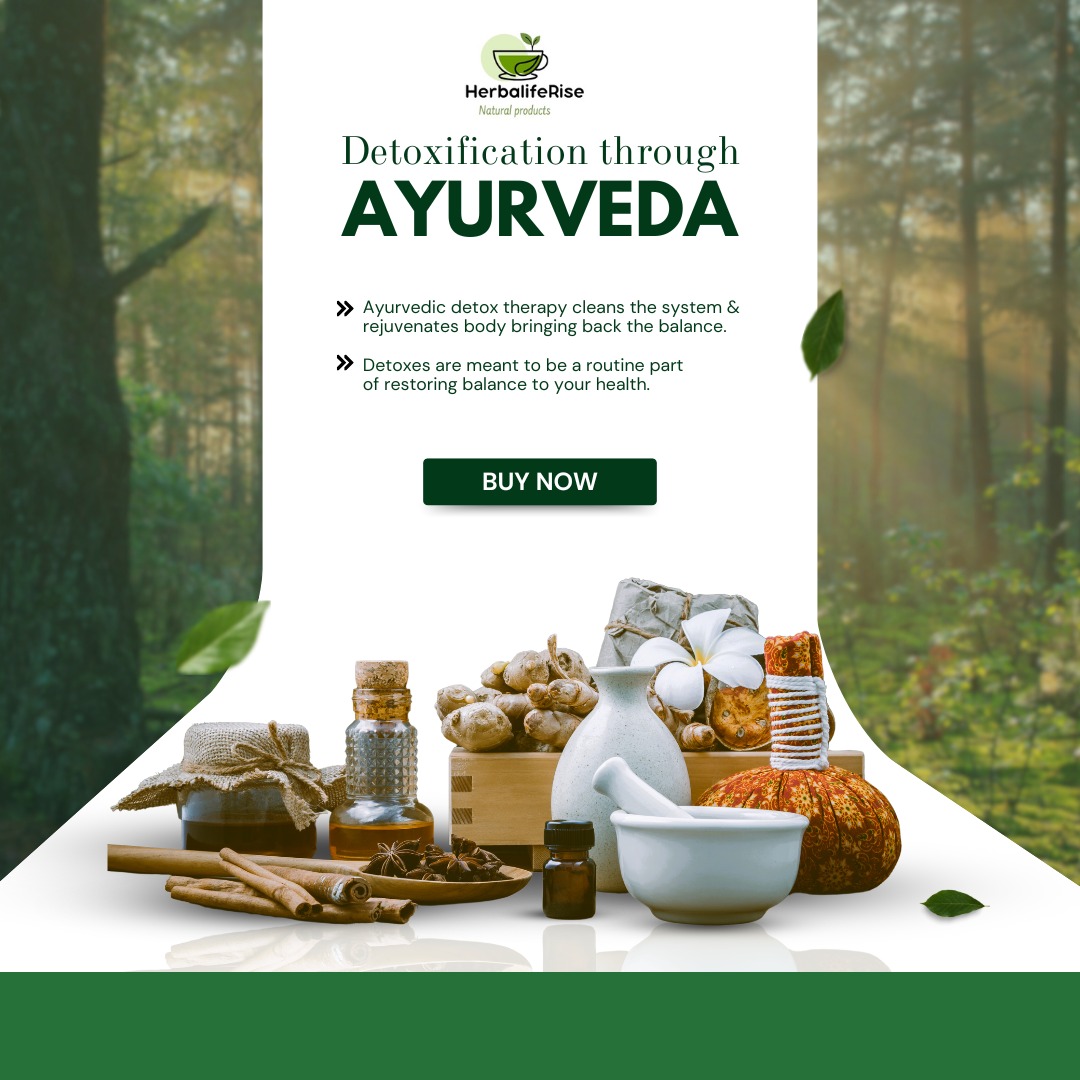 HerbalifeRise
Natural products
Detoxification through
AYURVEDA
Ayurvedic detox therapy cleans the system &
rejuvenates body bringing back the balance.
Detoxes are meant to be a routine part
of restoring balance to your health.
BUY NOW